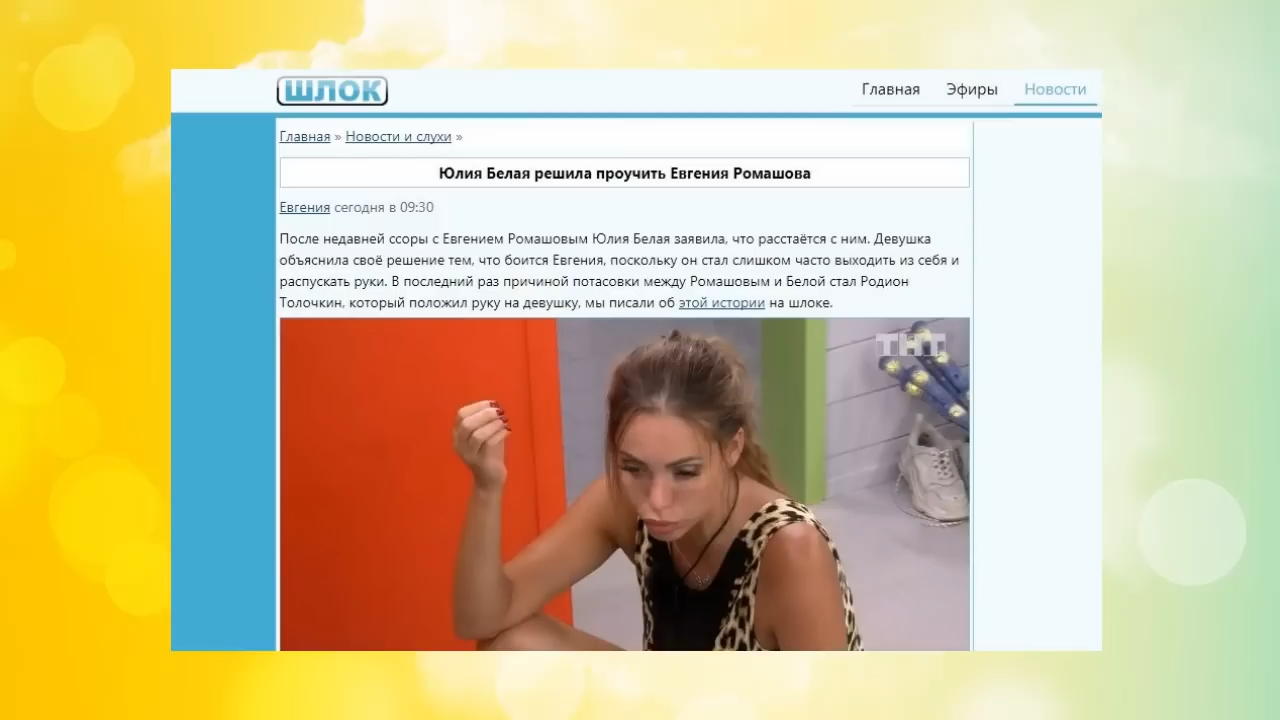 ШЛОК
Главная Эфиры Новости
Главная » Новости и слухи »
Юлия Белая решила проучить Евгения Ромашова
Евгения сегодня в 09:30
После недавней ссоры с Евгением Ромашовым Юлия Белая заявила, что расстаётся с ним. Девушка
объяснила своё решение тем, что боится Евгения, поскольку он стал слишком часто выходить из себя и
распускать руки. В последний раз причиной потасовки между Ромашовым и Белой стал Родион
Толочкин, который положил руку на девушку, мы писали об этой истории на шлоке.
ТНТ